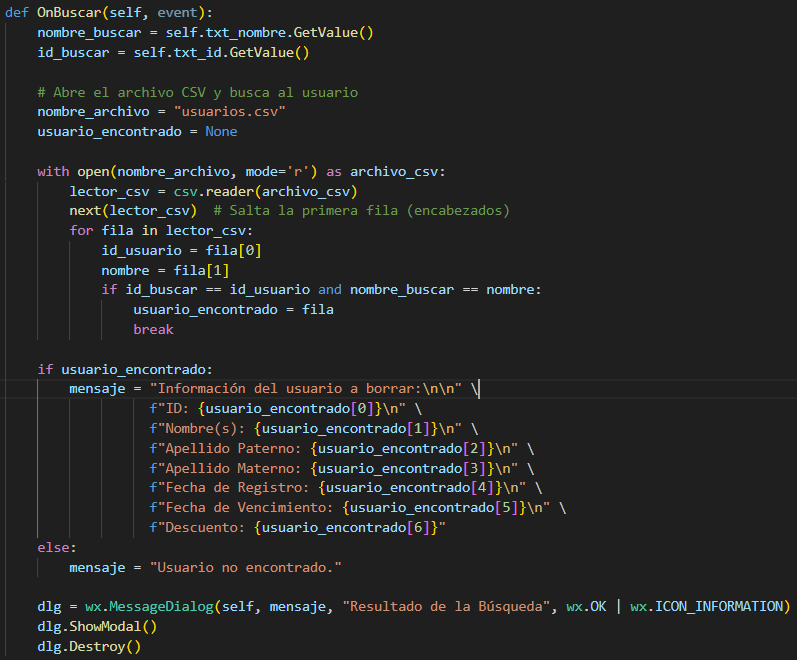 def OnBuscar(self, event):
    nombre_buscar = self.txt_nombre.GetValue()
    id_buscar = self.txt_id.GetValue()

    # Abre el archivo CSV y busca al usuario
    nombre_archivo = "usuarios.csv"
    usuario_encontrado = None

    with open(nombre_archivo, mode='r') as archivo_csv:
        lector_csv = csv.reader(archivo_csv)
        next(lector_csv)  # Salta la primera fila (encabezados)
        for fila in lector_csv:
            id_usuario = fila[0]
            nombre = fila[1]
            if id_buscar == id_usuario and nombre_buscar == nombre:
                usuario_encontrado = fila
                break

    if usuario_encontrado:
        mensaje = "Información del usuario a borrar:\n\n" \
                  f"ID: {usuario_encontrado[0]}\n" \
                  f"Nombre(s): {usuario_encontrado[1]}\n" \
                  f"Apellido Paterno: {usuario_encontrado[2]}\n" \
                  f"Apellido Materno: {usuario_encontrado[3]}\n" \
                  f"Fecha de Registro: {usuario_encontrado[4]}\n" \
                  f"Fecha de Vencimiento: {usuario_encontrado[5]}\n" \
                  f"Descuento: {usuario_encontrado[6]}"
    else:
        mensaje = "Usuario no encontrado."

    dlg = wx.MessageDialog(self, mensaje, "Resultado de la Búsqueda", wx.OK | wx.ICON_INFORMATION)
    dlg.ShowModal()
    dlg.Destroy()